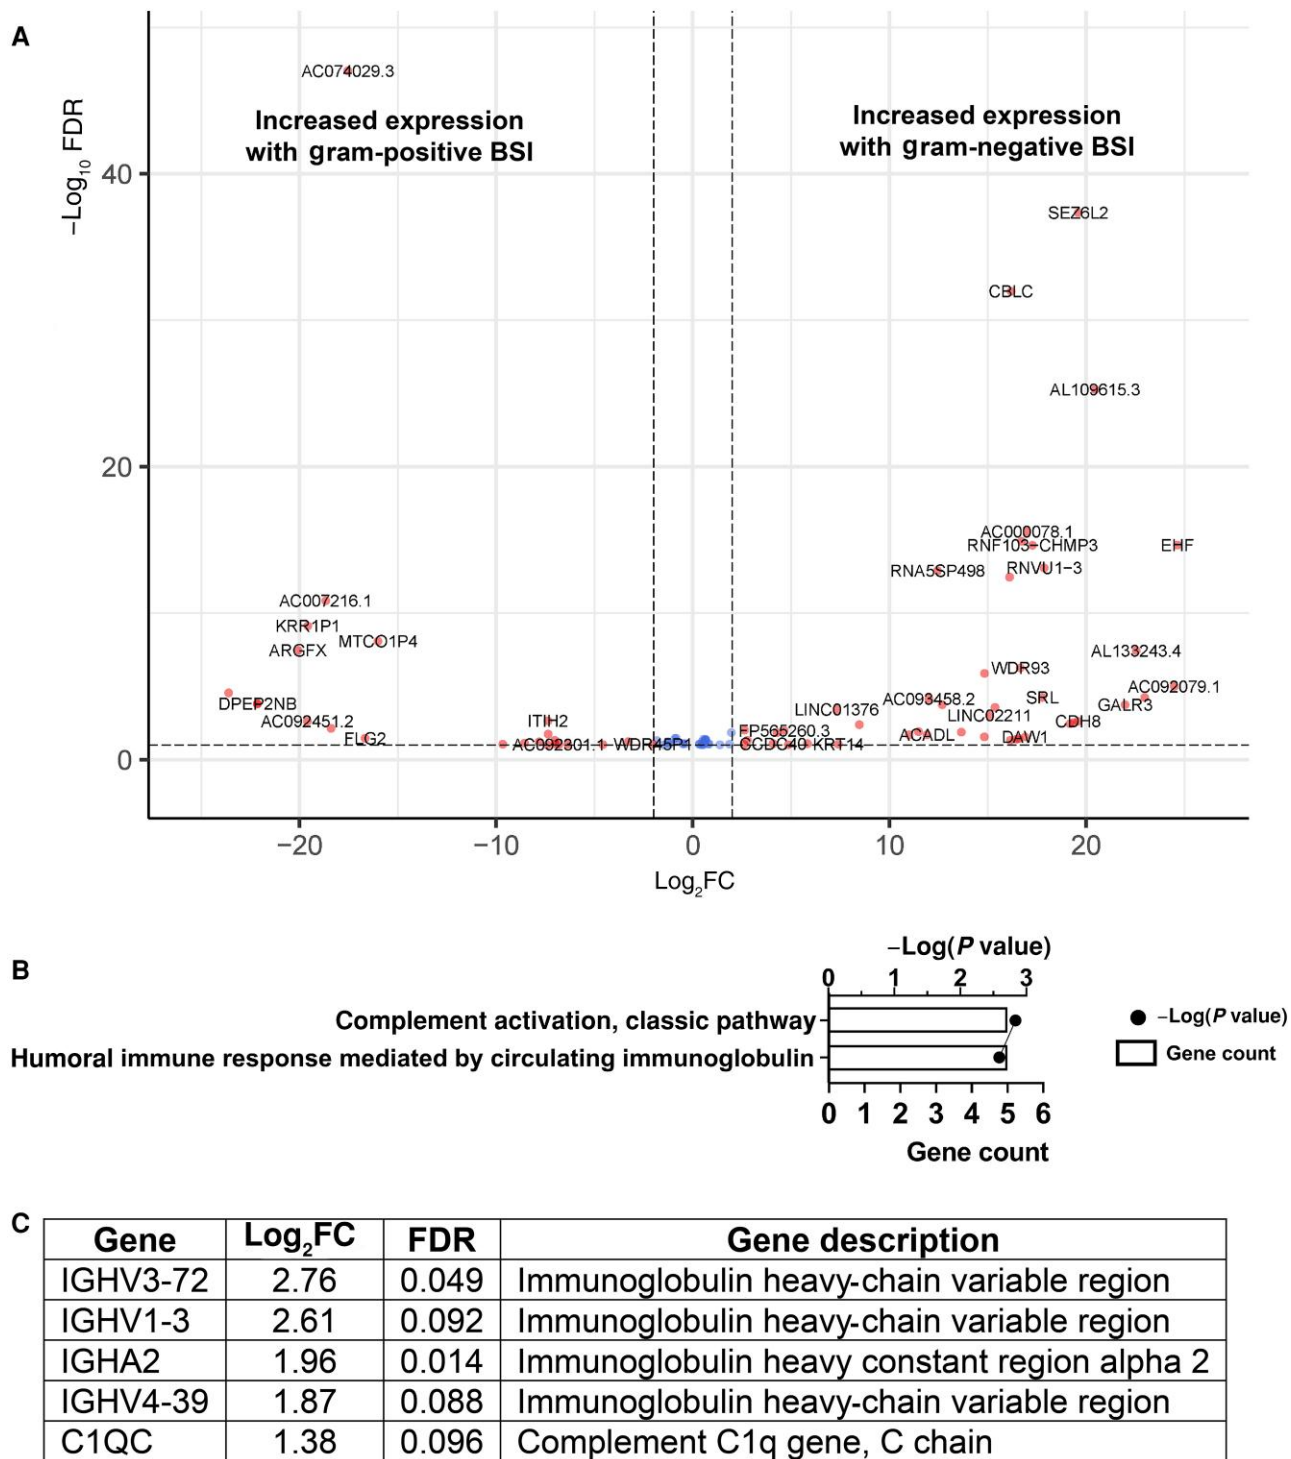 A
AC074029.3
Increased expression
with gram-positive BSI
Increased expression
with gram-negative BSI
−Log₁₀ FDR
40
SEZ6L2
CBLC
AL109615.3
20
AC000078.1
RNF103−CHMP3
EHF
RNA5SP498
RNVU1−3
AC007216.1
KRR1P1
MTCO1P4
ARGFX
AL133243.4
WDR93
AC092079.1
DPEP2NB
AC093458.2
SRL
GALR3
LINC01376
LINC02211
AC092451.2
ITIH2
CDH8
FLG2
EP565260.3
ACADL
DAW1
AC092301.1
WDR45P1
CCDC40
KRT14
0
−20
−10
0
10
20
Log₂FC
B
−Log(P value)
0 1 2 3
Complement activation, classic pathway
Humoral immune response mediated by circulating immunoglobulin
−Log(P value)
Gene count
0 1 2 3 4 5 6
Gene count
C
Gene Log₂FC FDR Gene description
IGHV3-72 2.76 0.049 Immunoglobulin heavy-chain variable region
IGHV1-3 2.61 0.092 Immunoglobulin heavy-chain variable region
IGHA2 1.96 0.014 Immunoglobulin heavy constant region alpha 2
IGHV4-39 1.87 0.088 Immunoglobulin heavy-chain variable region
C1QC 1.38 0.096 Complement C1q gene, C chain